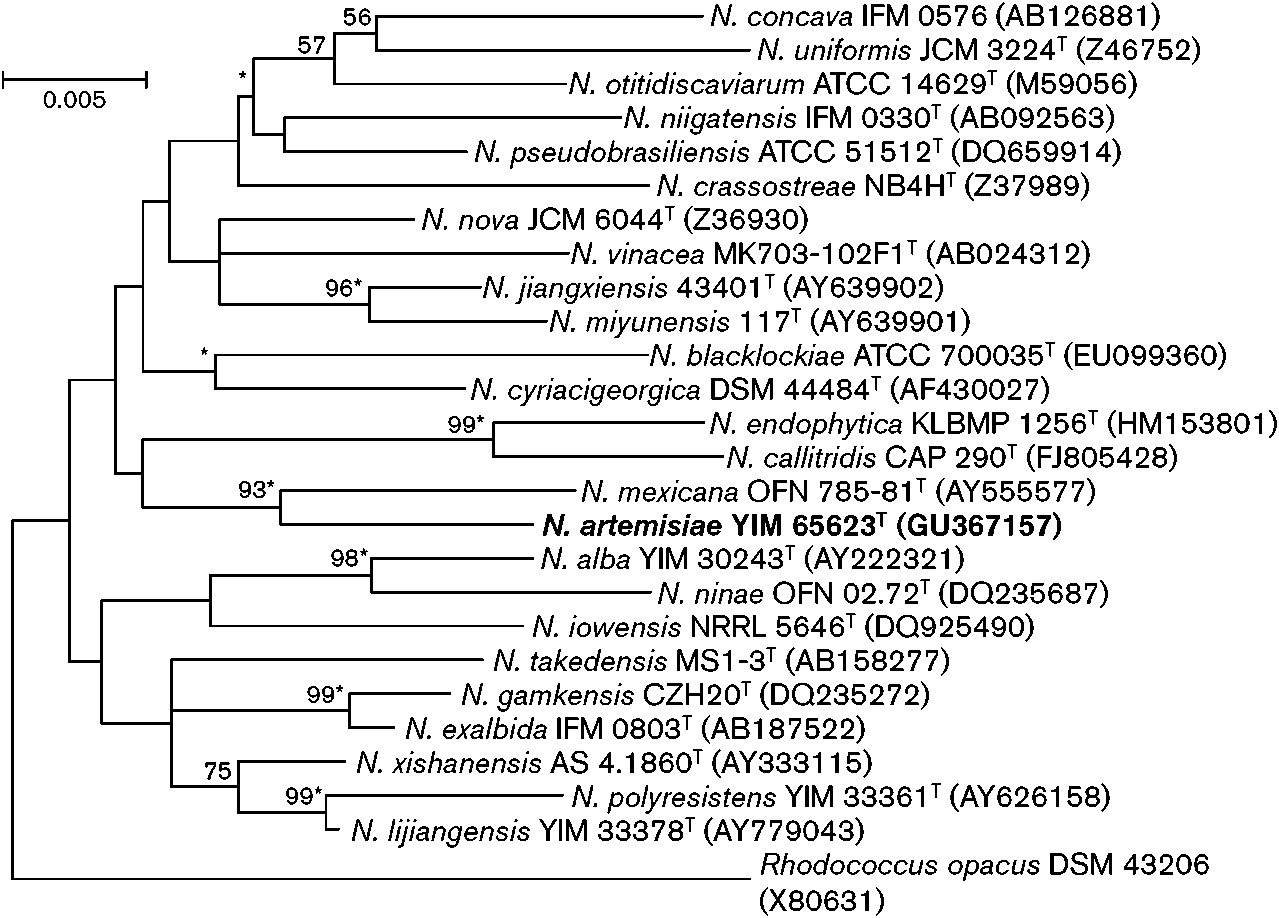 56
N. concava IFM 0576 (AB126881)
57
N. uniformis JCM 3224ᵀ (Z46752)
*
N. otitidiscaviarum ATCC 14629ᵀ (M59056)
0.005
N. niigatensis IFM 0330ᵀ (AB092563)
N. pseudobrasiliensis ATCC 51512ᵀ (DQ659914)
N. crassostreae NB4Hᵀ (Z37989)
N. nova JCM 6044ᵀ (Z36930)
N. vinacea MK703-102F1ᵀ (AB024312)
96*
N. jiangxiensis 43401ᵀ (AY639902)
N. miyunensis 117ᵀ (AY639901)
*
N. blacklockiae ATCC 700035ᵀ (EU099360)
N. cyriacigeorgica DSM 44484ᵀ (AF430027)
99*
N. endophytica KLBMP 1256ᵀ (HM153801)
N. callitridis CAP 290ᵀ (FJ805428)
93*
N. mexicana OFN 785-81ᵀ (AY555577)
N. artemisiae YIM 65623ᵀ (GU367157)
98*
N. alba YIM 30243ᵀ (AY222321)
N. ninae OFN 02.72ᵀ (DQ235687)
N. iowensis NRRL 5646ᵀ (DQ925490)
N. takedensis MS1-3ᵀ (AB158277)
99*
N. gamkensis CZH20ᵀ (DQ235272)
N. exalbida IFM 0803ᵀ (AB187522)
75
N. xishanensis AS 4.1860ᵀ (AY333115)
99*
N. polyresistens YIM 33361ᵀ (AY626158)
N. lijiangensis YIM 33378ᵀ (AY779043)
Rhodococcus opacus DSM 43206
(X80631)